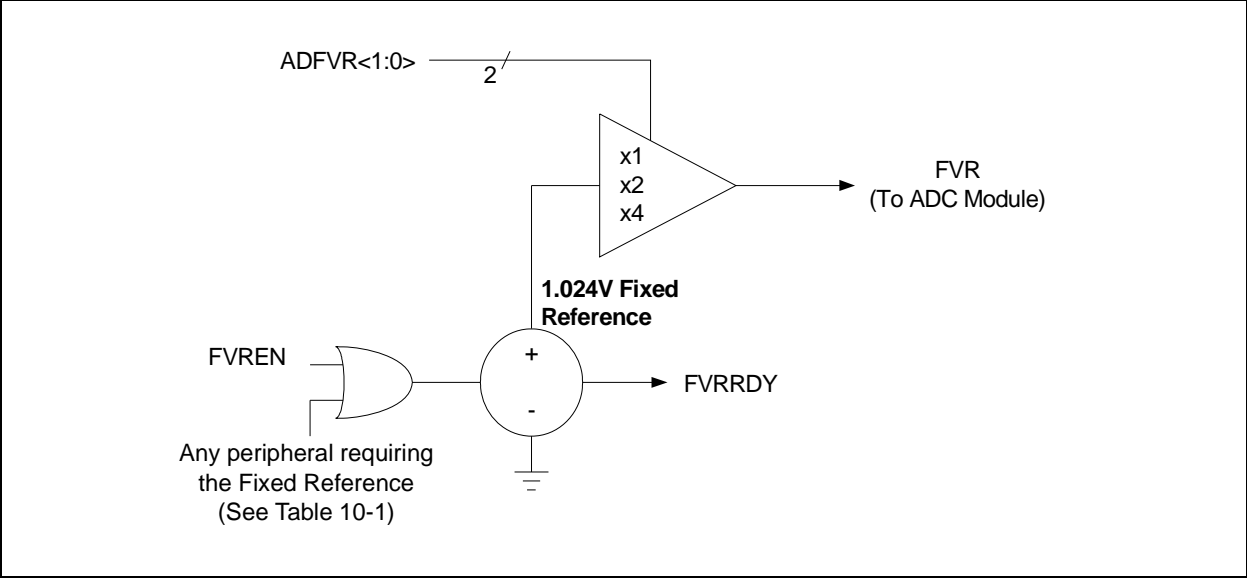 ADFVR<1:0>
2
x1
x2
x4
FVR
(To ADC Module)
1.024V Fixed
Reference
FVREN
+
-
FVRRDY
Any peripheral requiring
the Fixed Reference
(See Table 10-1)